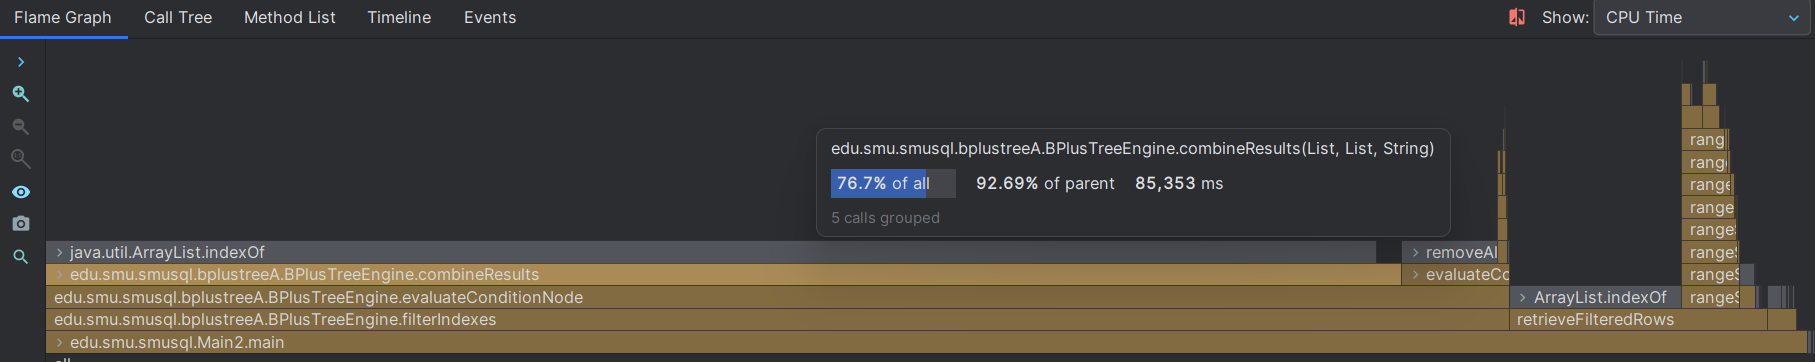 Flame Graph Call Tree Method List Timeline Events Show: CPU Time
edu.smu.smusql.bplustreeA.BPlusTreeEngine.combineResults(List, List, String)
76.7% of all 92.69% of parent 85,353 ms
5 calls grouped
rang
rang
range
range
range
java.util.ArrayList.indexOf removeAl range
edu.smu.smusql.bplustreeA.BPlusTreeEngine.combineResults evaluateCo rangeS
edu.smu.smusql.bplustreeA.BPlusTreeEngine.evaluateConditionNode ArrayList.indexOf rangeS
edu.smu.smusql.bplustreeA.BPlusTreeEngine.filterIndexes retrieveFilteredRows
edu.smu.smusql.Main2.main